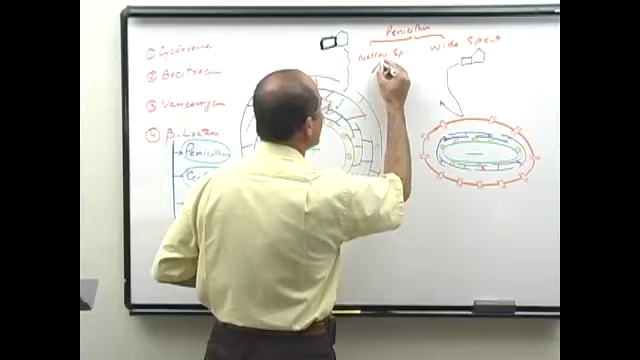 ① Cycloserine
② Bacitracin
③ Vancomycin
④ β-Lactam
Penicillin
Penicillin
Narrow Sp
Wide Spect